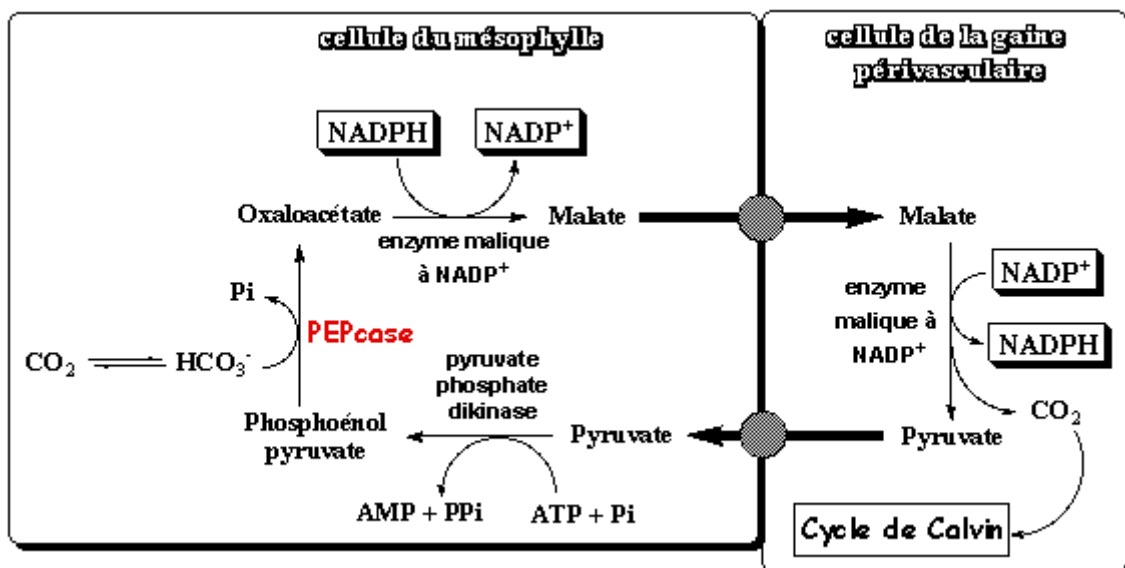 cellule du mésophylle
cellule de la gaine
périvasculaire
NADPH
NADP⁺
Oxaloacétate
Malate
Malate
enzyme malique
à NADP⁺
NADP⁺
enzyme
malique à
NADP⁺
NADPH
Pi
PEPcase
CO₂
HCO₃⁻
pyruvate
phosphate
dikinase
CO₂
Phosphoénol
pyruvate
Pyruvate
Pyruvate
AMP + PPi
ATP + Pi
Cycle de Calvin